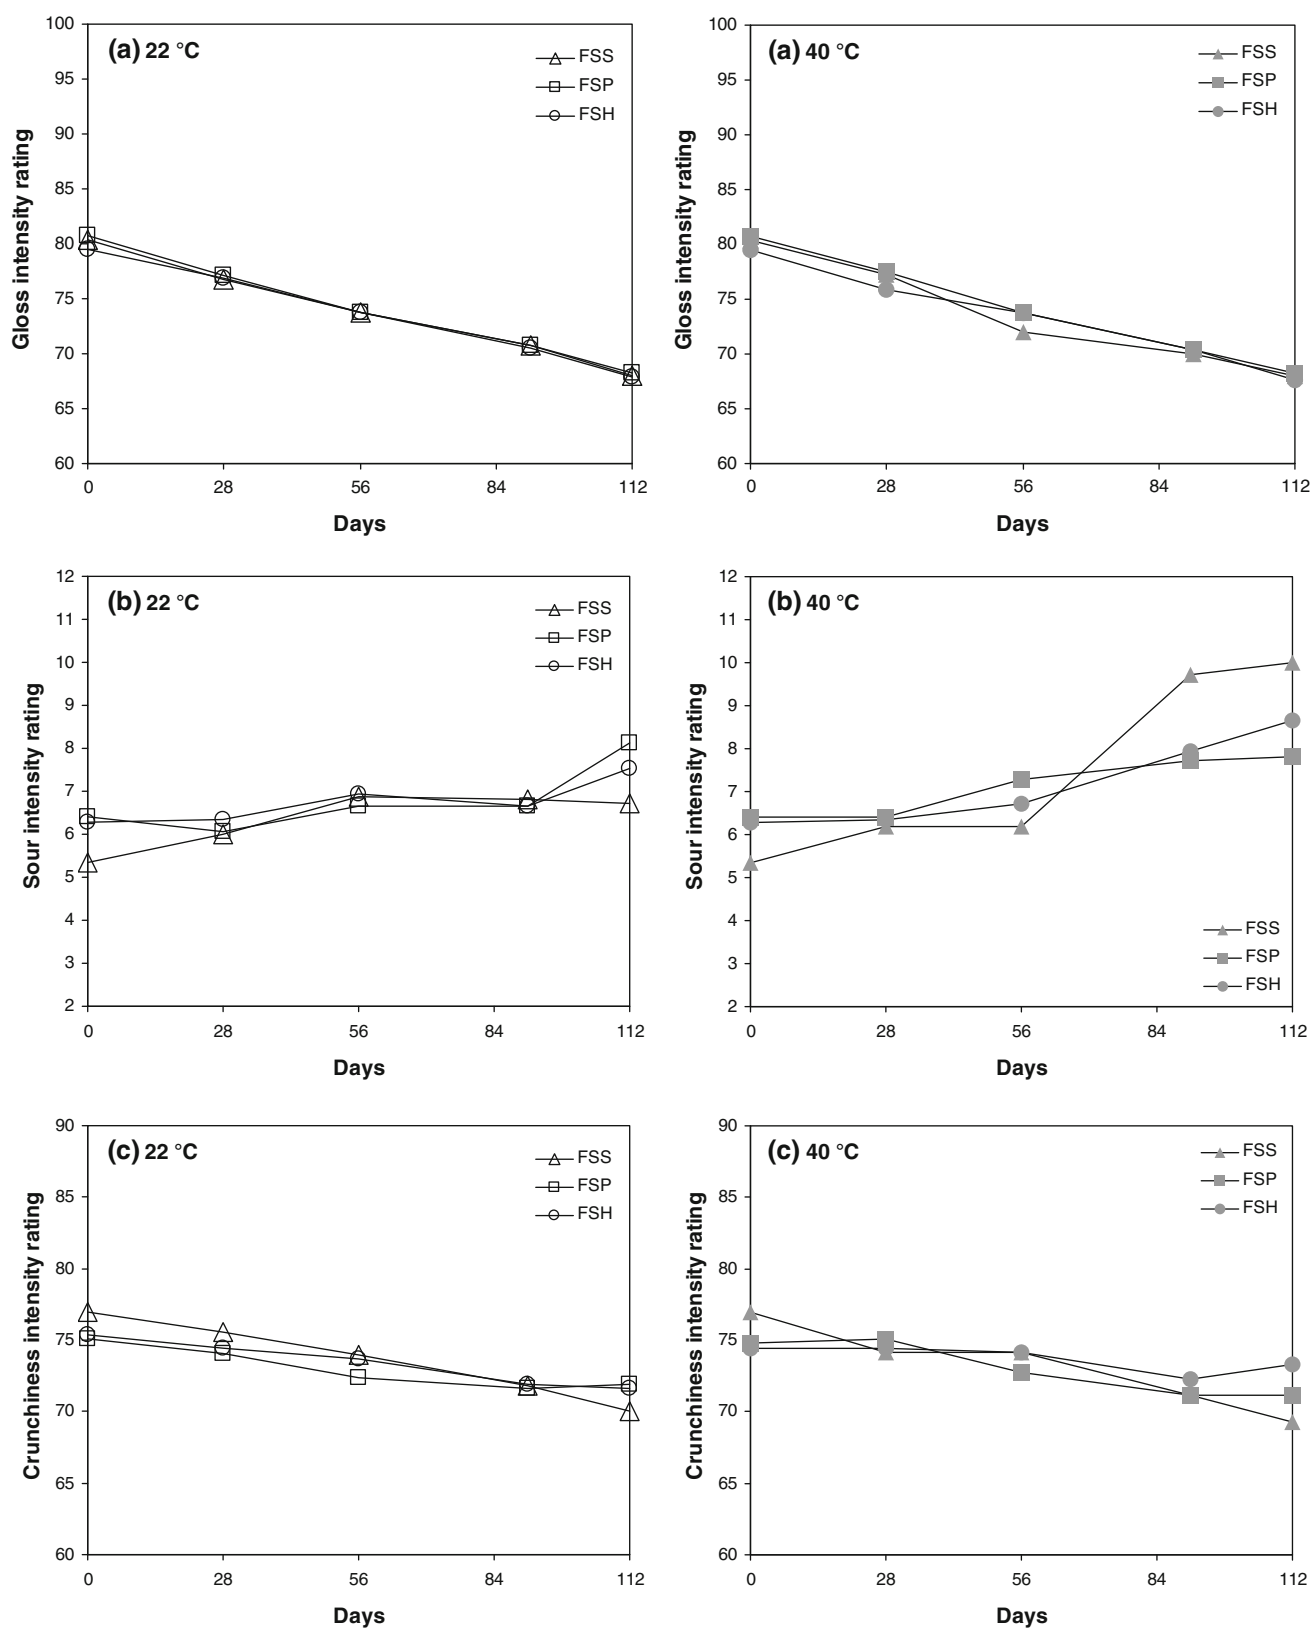 (a) 22 °C
Gloss intensity rating
100
95
90
85
80
75
70
65
60
0 28 56 84 112
Days
FSS
FSP
FSH
(a) 40 °C
Gloss intensity rating
100
95
90
85
80
75
70
65
60
0 28 56 84 112
Days
FSS
FSP
FSH
(b) 22 °C
Sour intensity rating
12
11
10
9
8
7
6
5
4
3
2
0 28 56 84 112
Days
FSS
FSP
FSH
(b) 40 °C
Sour intensity rating
12
11
10
9
8
7
6
5
4
3
2
0 28 56 84 112
Days
FSS
FSP
FSH
(c) 22 °C
Crunchiness intensity rating
90
85
80
75
70
65
60
0 28 56 84 112
Days
FSS
FSP
FSH
(c) 40 °C
Crunchiness intensity rating
90
85
80
75
70
65
60
0 28 56 84 112
Days
FSS
FSP
FSH